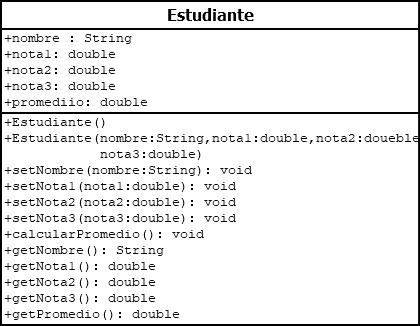 Estudiante
+nombre : String
+nota1: double
+nota2: double
+nota3: double
+promediio: double
+Estudiante()
+Estudiante(nombre:String,nota1:double,nota2:doueble
nota3:double)
+setNombre(nombre:String): void
+setNota1(nota1:double): void
+setNota2(nota2:double): void
+setNota3(nota3:double): void
+calcularPromedio(): void
+getNombre(): String
+getNota1(): double
+getNota2(): double
+getNota3(): double
+getPromedio(): double